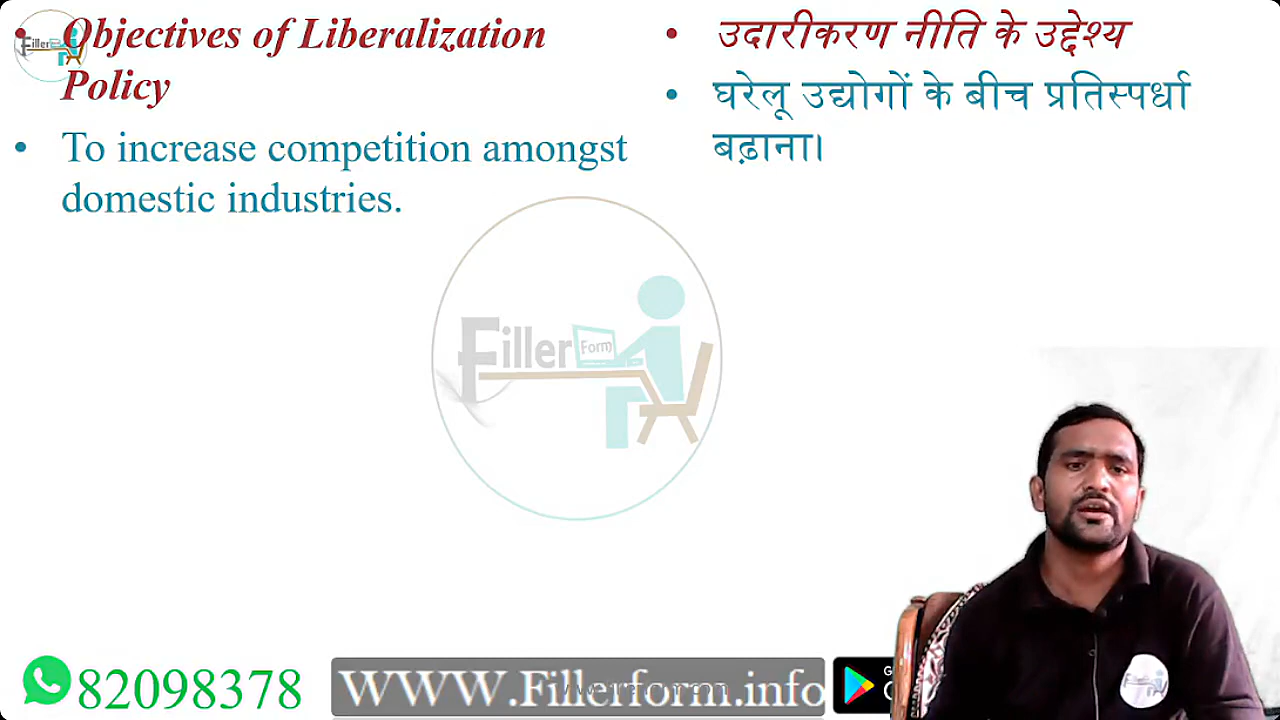 Objectives of Liberalization
Policy
To increase competition amongst
domestic industries.
उदारीकरण नीति के उद्देश्य
घरेलू उद्योगों के बीच प्रतिस्पर्धा
बढ़ाना।
Filler Form
82098378
WWW.Fillerform.info